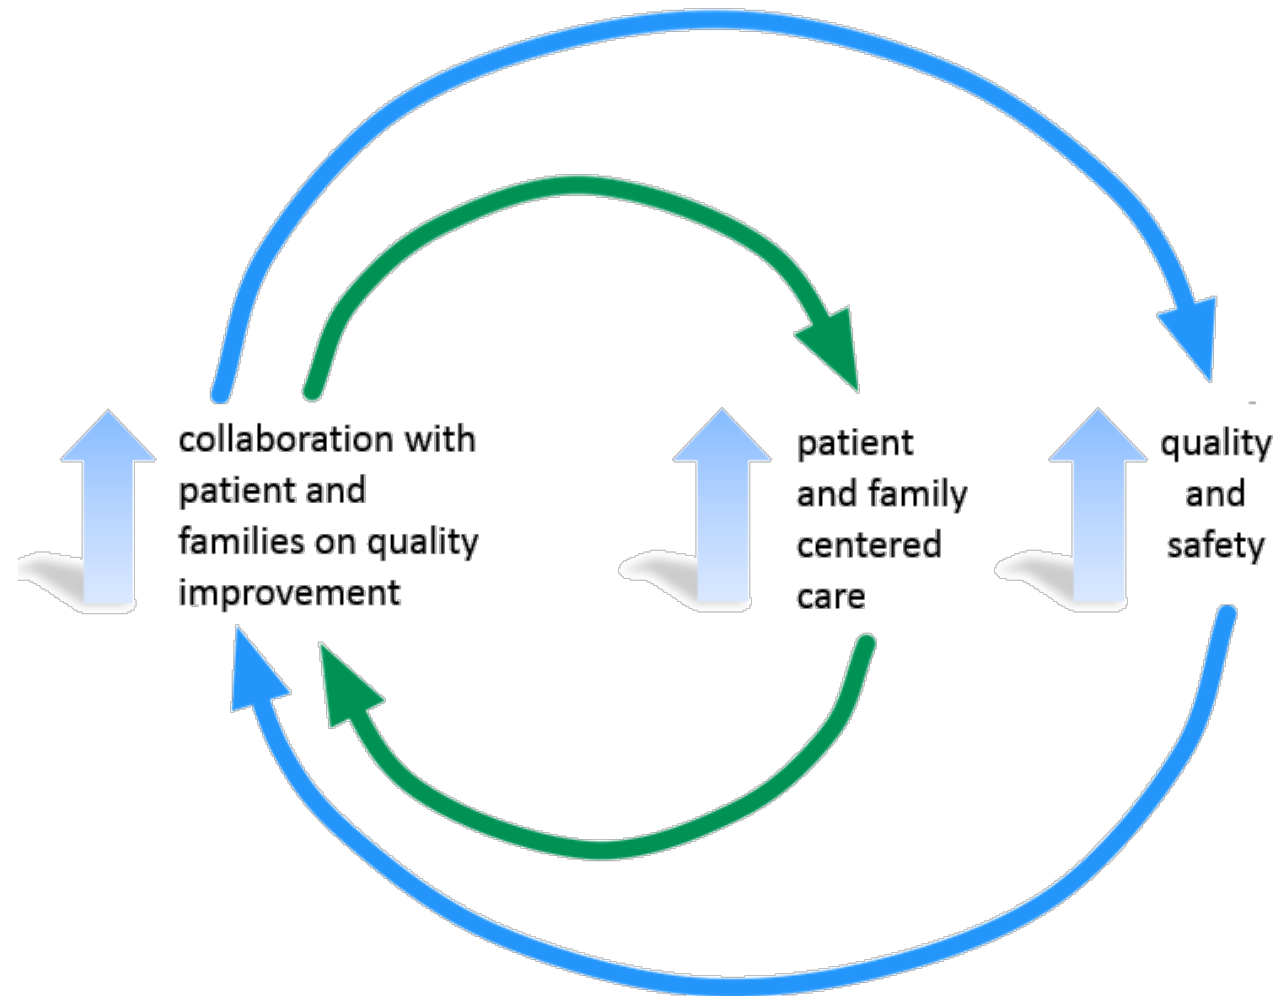 collaboration with
patient and
families on quality
improvement
patient
and family
centered
care
quality
and
safety